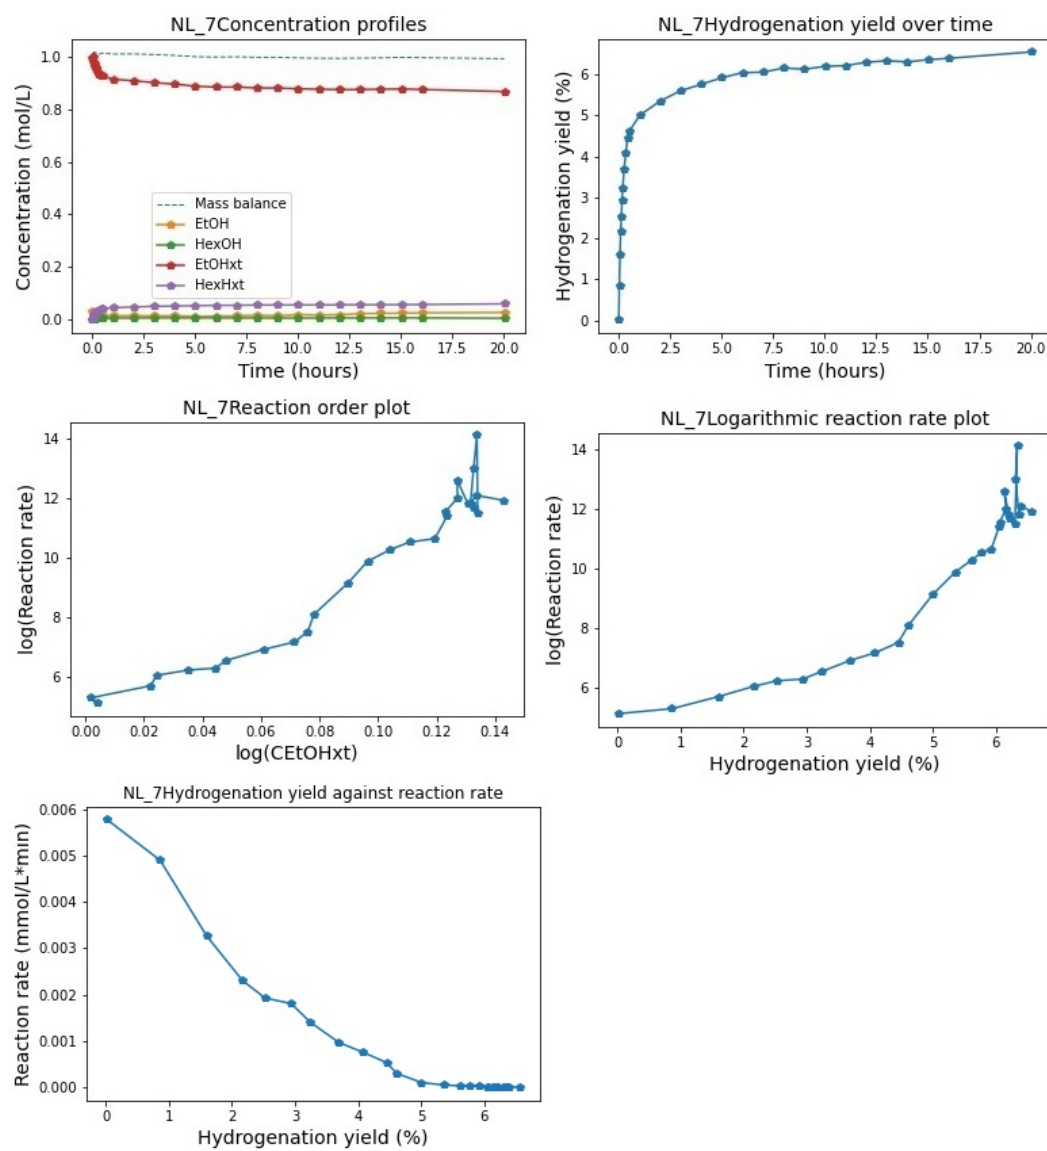 NL_7Concentration profiles
Concentration (mol/L)
1.0
0.8
0.6
0.4
0.2
0.0
Mass balance
EtOH
HexOH
EtOHxt
HexHxt
0.0 2.5 5.0 7.5 10.0 12.5 15.0 17.5 20.0
Time (hours)
NL_7Hydrogenation yield over time
Hydrogenation yield (%)
6
5
4
3
2
1
0
0.0 2.5 5.0 7.5 10.0 12.5 15.0 17.5 20.0
Time (hours)
NL_7Reaction order plot
log(Reaction rate)
14
12
10
8
6
0.00 0.02 0.04 0.06 0.08 0.10 0.12 0.14
log(CEtOHxt)
NL_7Logarithmic reaction rate plot
log(Reaction rate)
14
12
10
8
6
0 1 2 3 4 5 6
Hydrogenation yield (%)
NL_7Hydrogenation yield against reaction rate
Reaction rate (mmol/L*min)
0.006
0.005
0.004
0.003
0.002
0.001
0.000
0 1 2 3 4 5 6
Hydrogenation yield (%)